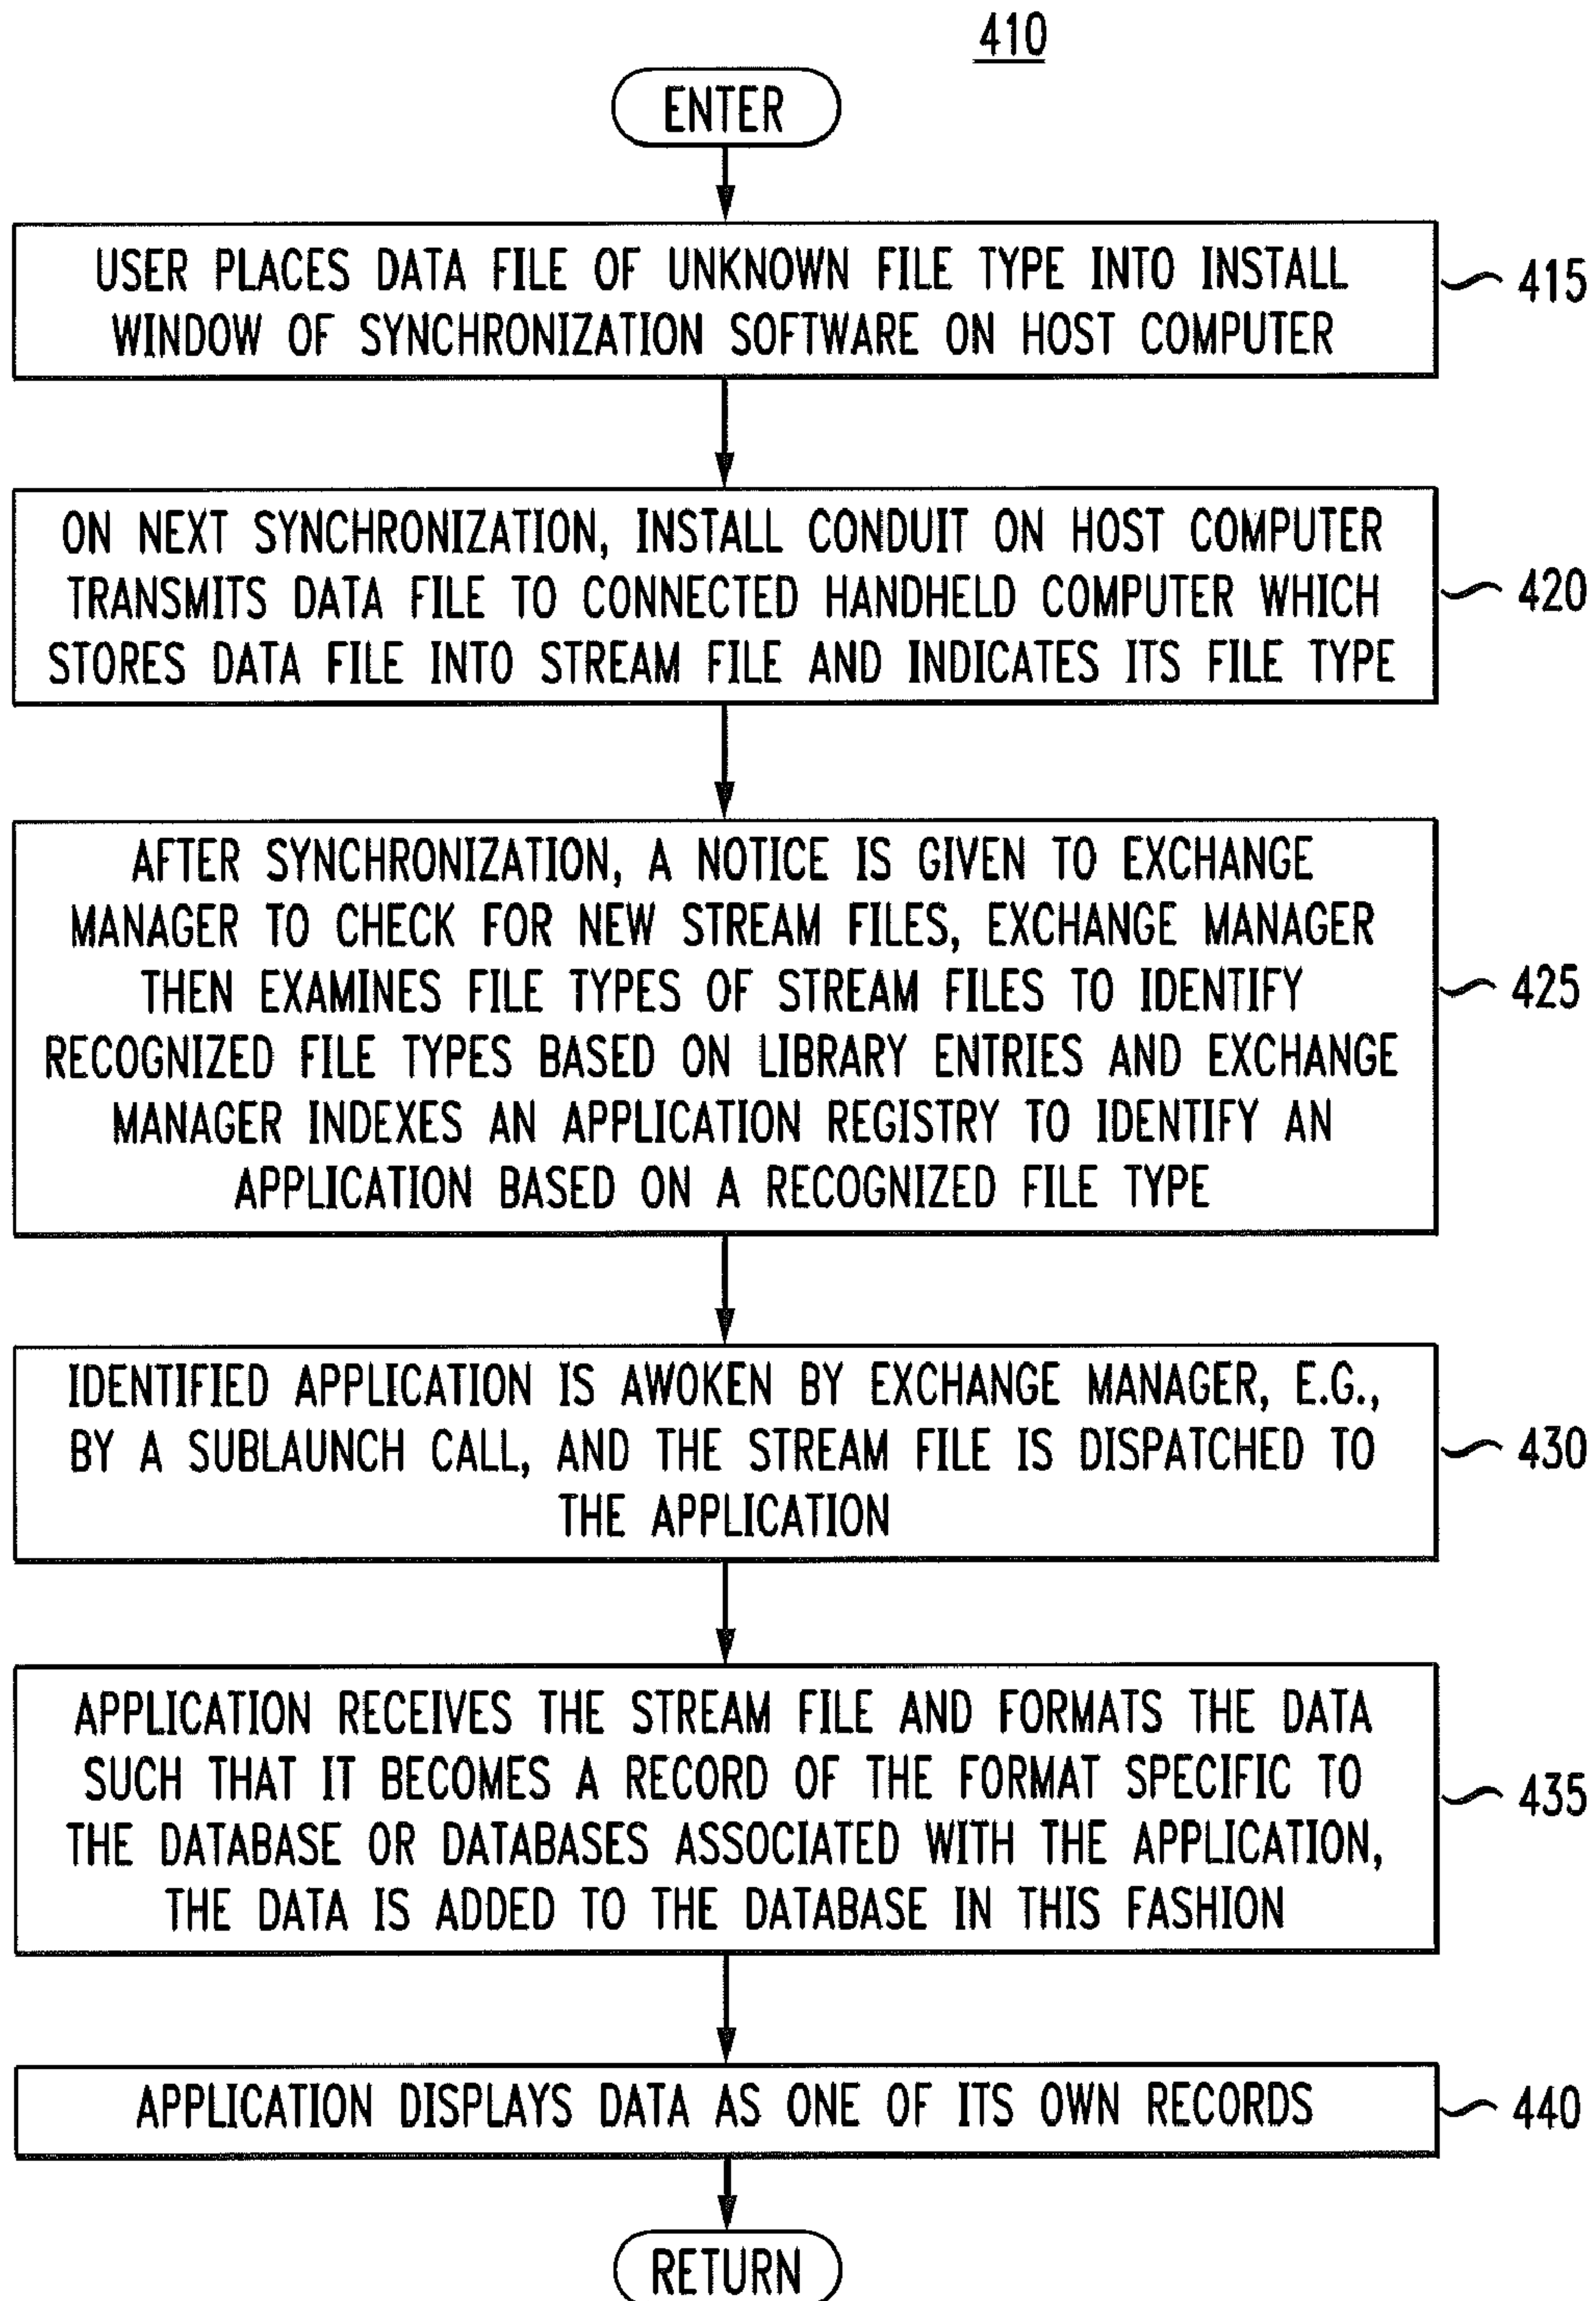 410
ENTER
USER PLACES DATA FILE OF UNKNOWN FILE TYPE INTO INSTALL
WINDOW OF SYNCHRONIZATION SOFTWARE ON HOST COMPUTER
415
ON NEXT SYNCHRONIZATION, INSTALL CONDUIT ON HOST COMPUTER
TRANSMITS DATA FILE TO CONNECTED HANDHELD COMPUTER WHICH
STORES DATA FILE INTO STREAM FILE AND INDICATES ITS FILE TYPE
420
AFTER SYNCHRONIZATION, A NOTICE IS GIVEN TO EXCHANGE
MANAGER TO CHECK FOR NEW STREAM FILES, EXCHANGE MANAGER
THEN EXAMINES FILE TYPES OF STREAM FILES TO IDENTIFY
RECOGNIZED FILE TYPES BASED ON LIBRARY ENTRIES AND EXCHANGE
MANAGER INDEXES AN APPLICATION REGISTRY TO IDENTIFY AN
APPLICATION BASED ON A RECOGNIZED FILE TYPE
425
IDENTIFIED APPLICATION IS AWOKEN BY EXCHANGE MANAGER, E.G.,
BY A SUBLAUNCH CALL, AND THE STREAM FILE IS DISPATCHED TO
THE APPLICATION
430
APPLICATION RECEIVES THE STREAM FILE AND FORMATS THE DATA
SUCH THAT IT BECOMES A RECORD OF THE FORMAT SPECIFIC TO
THE DATABASE OR DATABASES ASSOCIATED WITH THE APPLICATION,
THE DATA IS ADDED TO THE DATABASE IN THIS FASHION
435
APPLICATION DISPLAYS DATA AS ONE OF ITS OWN RECORDS
440
RETURN